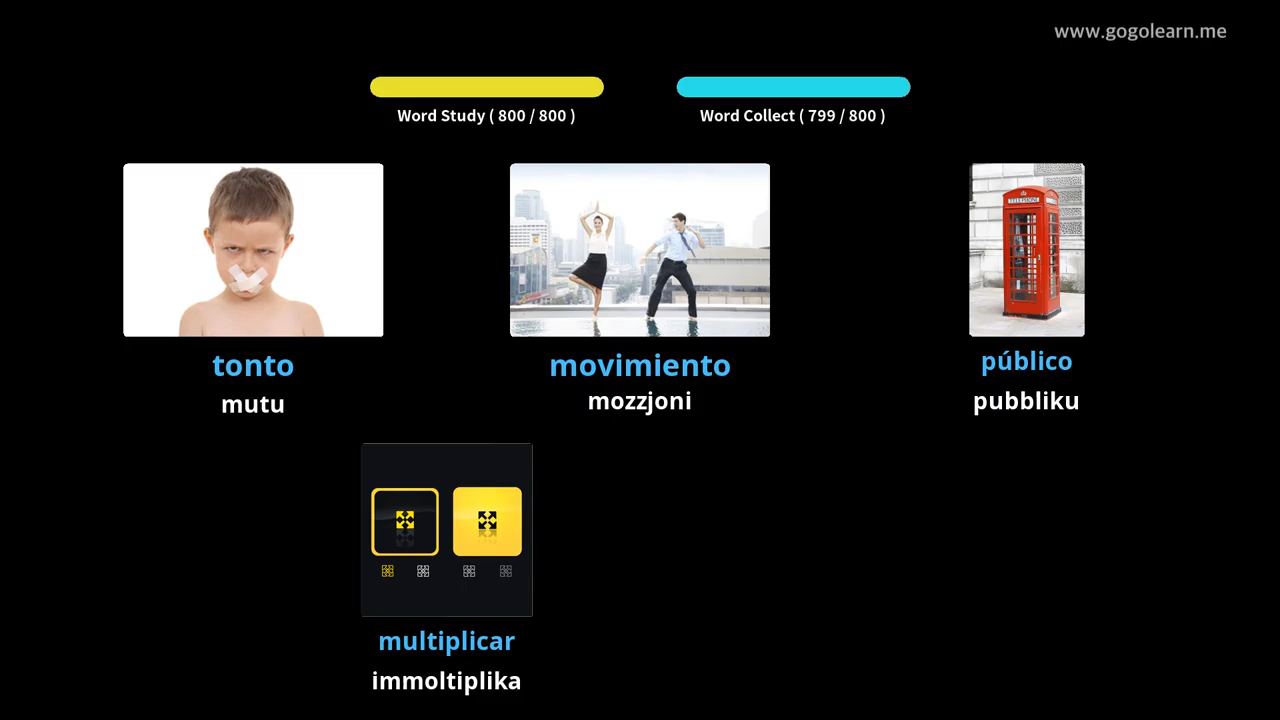 www.gogolearn.me
Word Study ( 800 / 800 )
Word Collect ( 799 / 800 )
TELEPHONE
tonto
movimiento
público
mutu
mozzjoni
pubbliku
multiplicar
immoltiplika